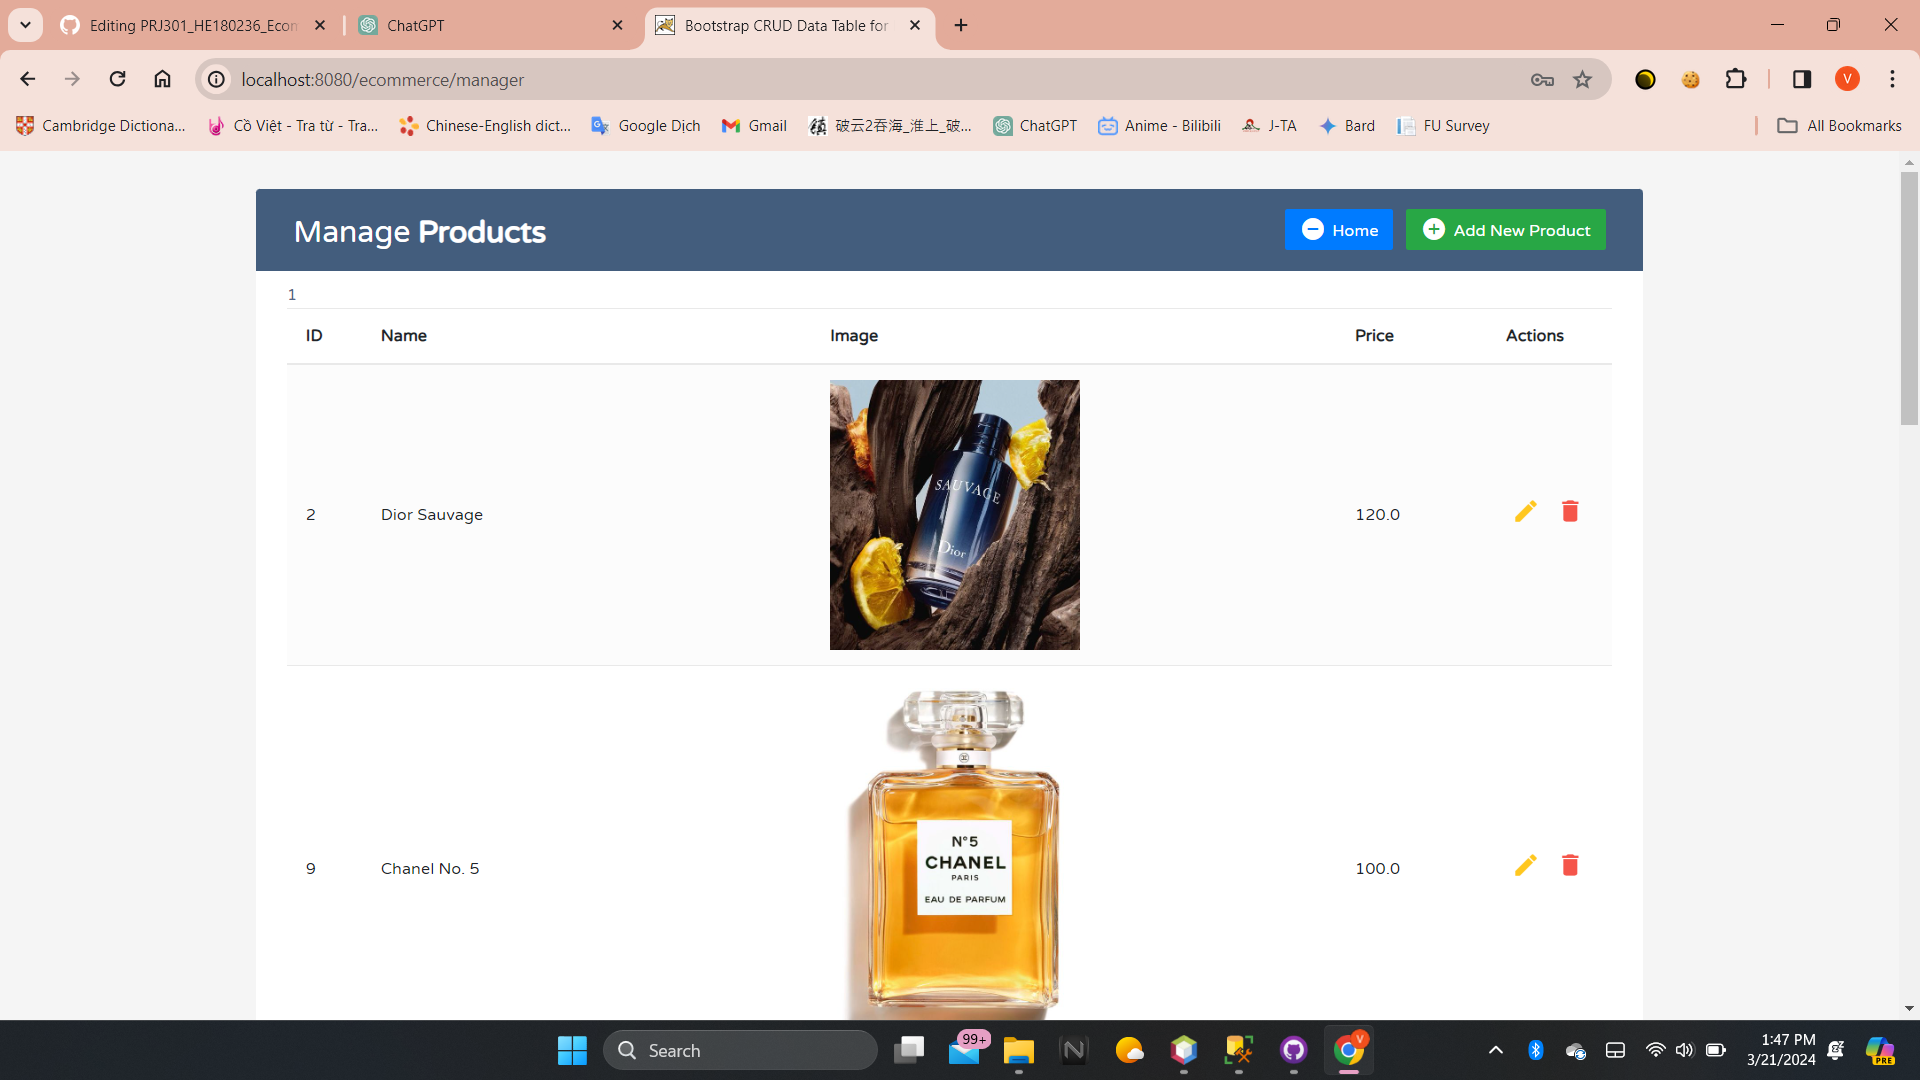 Editing PRJ301_HE180236_Econ
ChatGPT
Bootstrap CRUD Data Table for
localhost:8080/ecommerce/manager
V
Cambridge Dictiona...
Cồ Việt - Tra từ - Tra...
Chinese-English dict...
Google Dịch
Gmail
破云2吞海_淮上_破...
ChatGPT
Anime - Bilibili
J-TA
Bard
FU Survey
All Bookmarks
Manage Products
Home
Add New Product
1
ID Name Image Price Actions
SAUVAGE
Dior
2 Dior Sauvage 120.0
N°5
CHANEL
PARIS
EAU DE PARFUM
9 Chanel No. 5 100.0
Search
99+
V
1:47 PM
3/21/2024
PRE